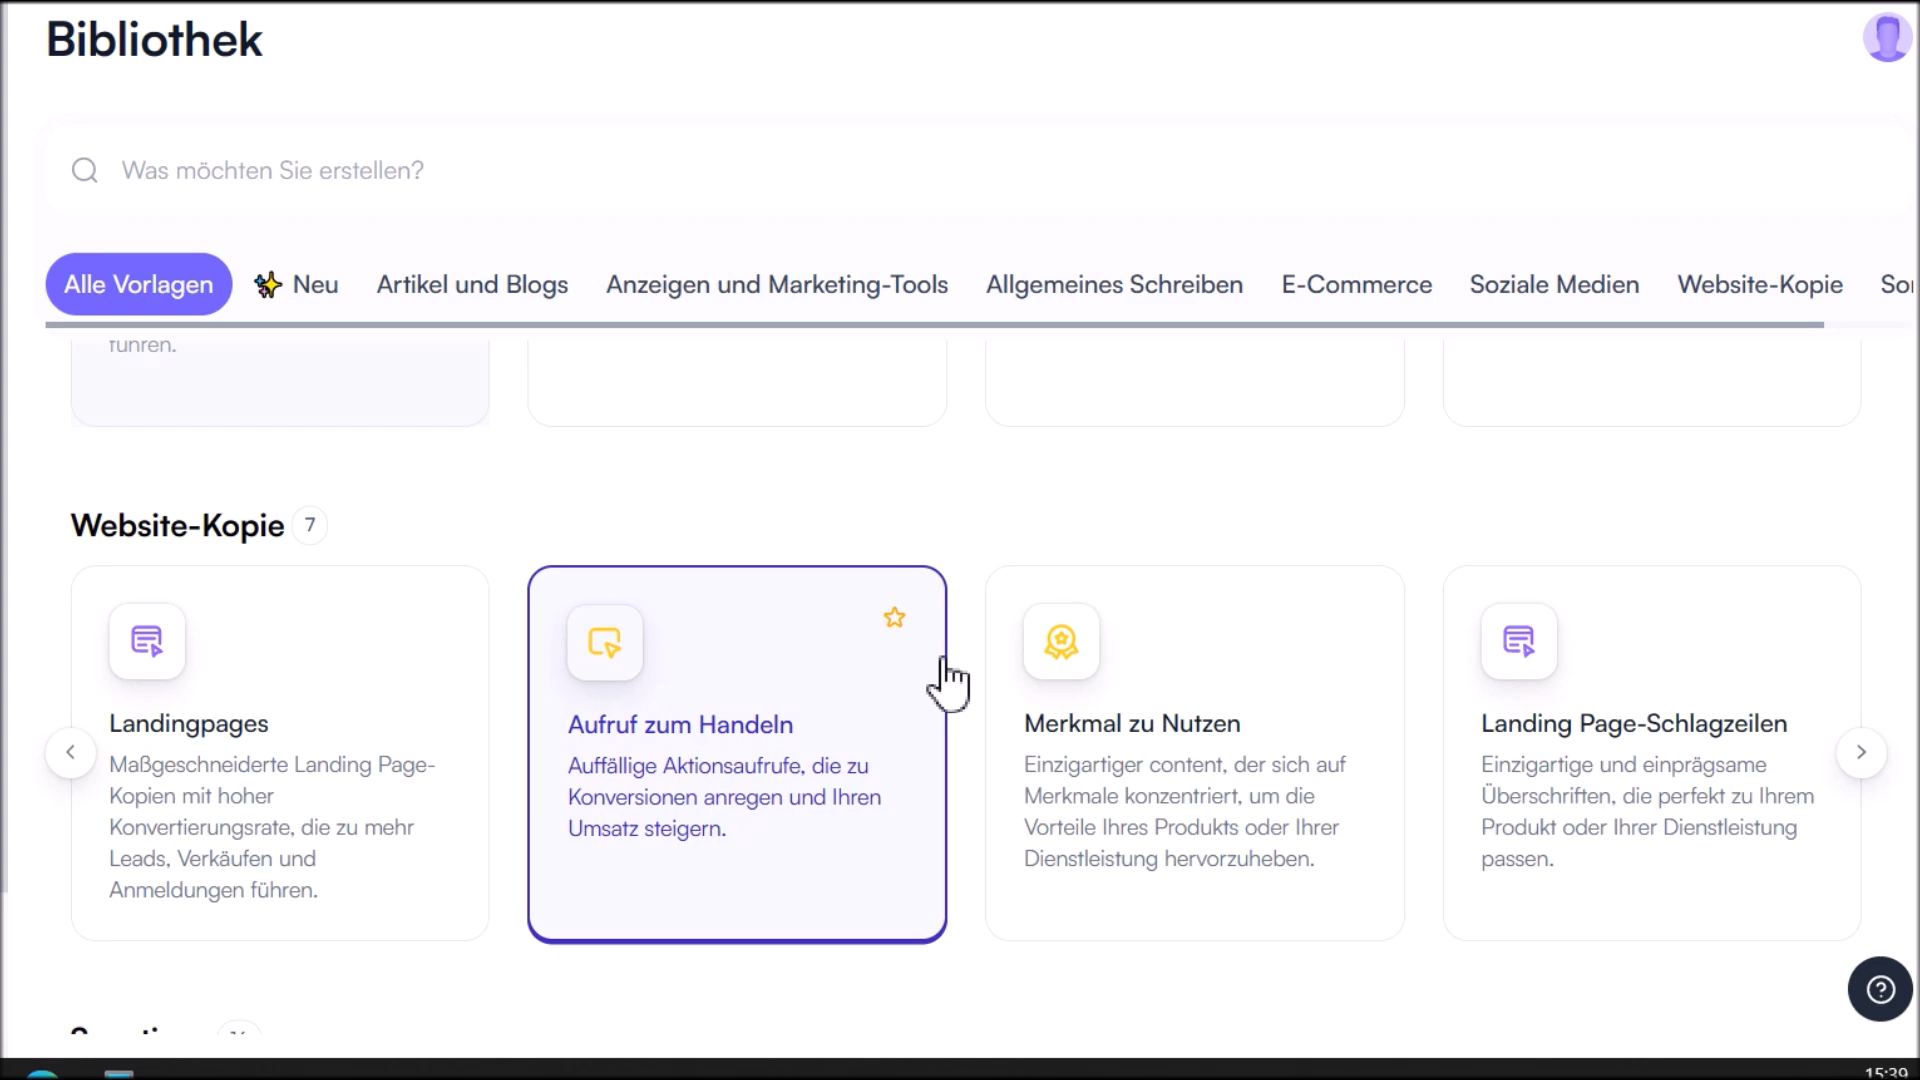 Bibliothek
Was möchten Sie erstellen?
Alle Vorlagen
Neu
Artikel und Blogs
Anzeigen und Marketing-Tools
Allgemeines Schreiben
E-Commerce
Soziale Medien
Website-Kopie
führen.
Website-Kopie 7
Landingpages
Maßgeschneiderte Landing Page-
Kopien mit hoher
Konvertierungsrate, die zu mehr
Leads, Verkäufen und
Anmeldungen führen.
Aufruf zum Handeln
Auffällige Aktionsaufrufe, die zu
Konversionen anregen und Ihren
Umsatz steigern.
Merkmal zu Nutzen
Einzigartiger content, der sich auf
Merkmale konzentriert, um die
Vorteile Ihres Produkts oder Ihrer
Dienstleistung hervorzuheben.
Landing Page-Schlagzeilen
Einzigartige und einprägsame
Überschriften, die perfekt zu Ihrem
Produkt oder Ihrer Dienstleistung
passen.
15:39